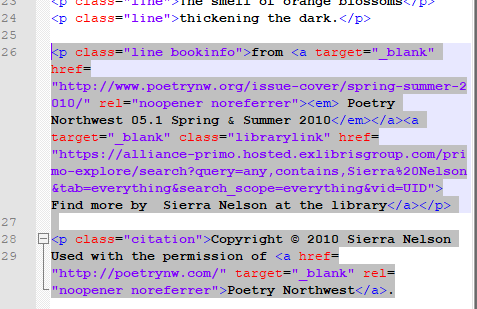 23 <p class="line">The smell of orange blossoms</p>
24 <p class="line">thickening the dark.</p>
25
26 <p class="line bookinfo">from <a target="_blank"
href=
"http://www.poetrynw.org/issue-cover/spring-summer-2
010/" rel="noopener noreferrer"><em> Poetry
Northwest 05.1 Spring & Summer 2010</em></a><a
target="_blank" class="librarylink" href=
"https://alliance-primo.hosted.exlibrisgroup.com/pri
mo-explore/search?query=any,contains,Sierra%20Nelson
&tab=everything&search_scope=everything&vid=UID">
Find more by  Sierra Nelson at the library</a></p>
27
28 <p class="citation">Copyright © 2010 Sierra Nelson
29 Used with the permission of <a href=
"http://poetrynw.com/" target="_blank" rel=
"noopener noreferrer">Poetry Northwest</a>.